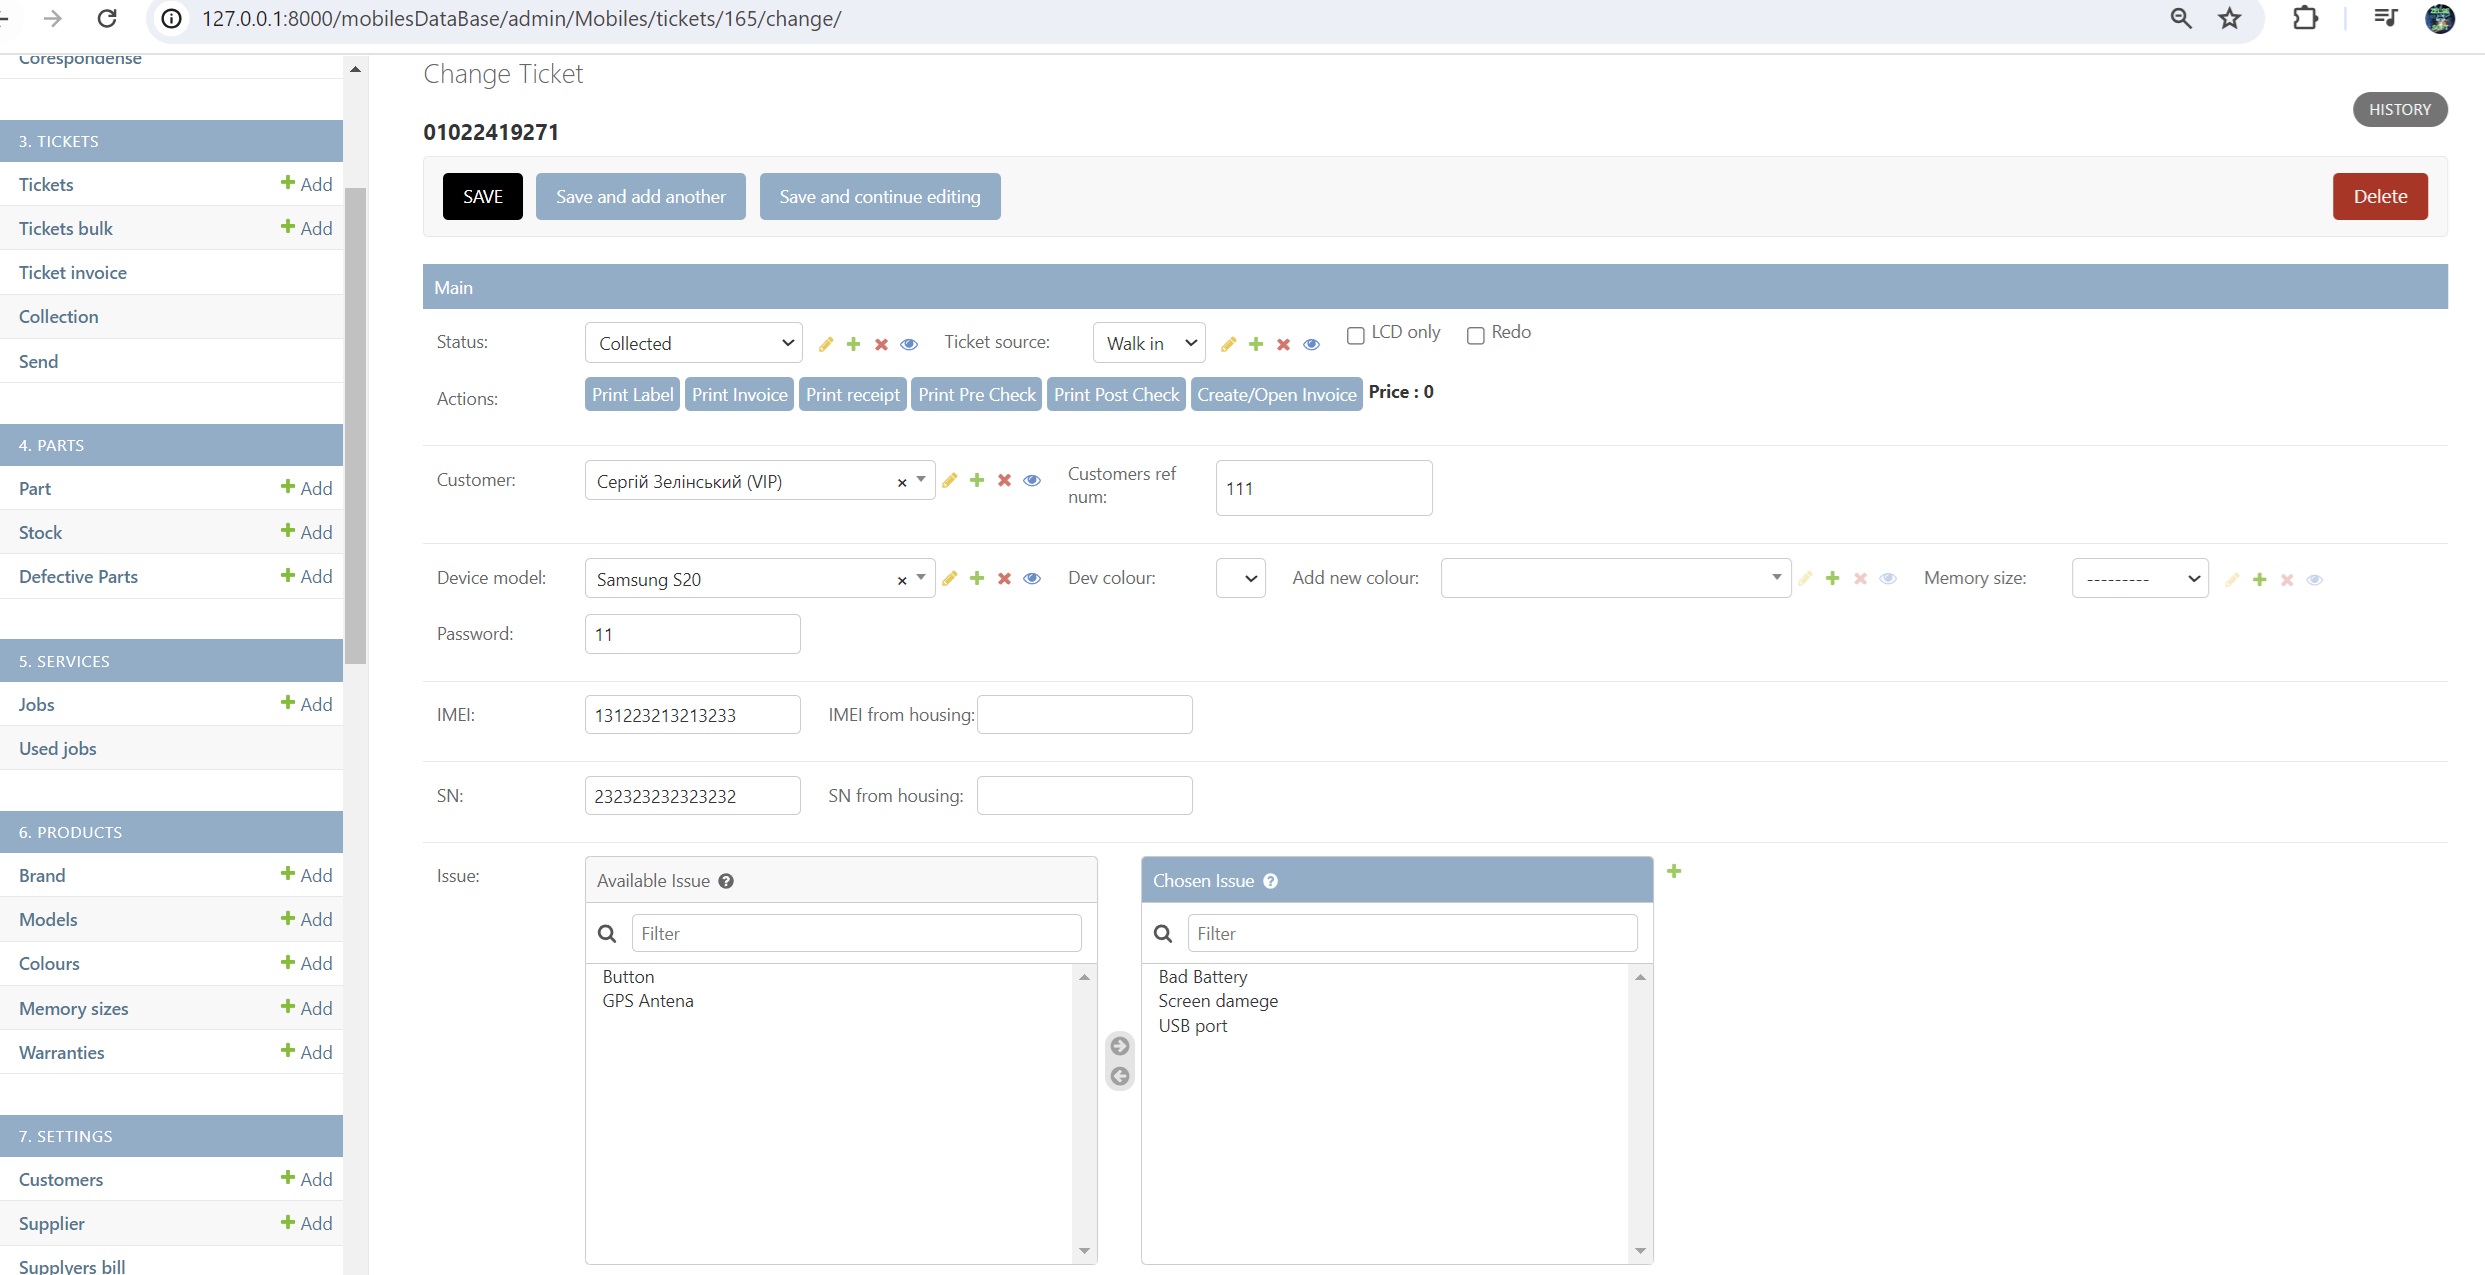 127.0.0.1:8000/mobilesDataBase/admin/Mobiles/tickets/165/change/
Corespondense
3. TICKETS
Tickets Add
Tickets bulk Add
Ticket invoice
Collection
Send
4. PARTS
Part Add
Stock Add
Defective Parts Add
5. SERVICES
Jobs Add
Used jobs
6. PRODUCTS
Brand Add
Models Add
Colours Add
Memory sizes Add
Warranties Add
7. SETTINGS
Customers Add
Supplier Add
Supplyers bill
Change Ticket
HISTORY
01022419271
SAVE Save and add another Save and continue editing Delete
Main
Status: Collected Ticket source: Walk in LCD only Redo
Actions: Print Label Print Invoice Print receipt Print Pre Check Print Post Check Create/Open Invoice Price : 0
Customer: Сергій Зелінський (VIP) × Customers ref num: 111
Device model: Samsung S20 × Dev colour: Add new colour: Memory size: ---------
Password: 11
IMEI: 131223213213233 IMEI from housing:
SN: 232323232323232 SN from housing:
Issue:
Available Issue ?
Filter
Button
GPS Antena
Chosen Issue ?
Filter
Bad Battery
Screen damege
USB port